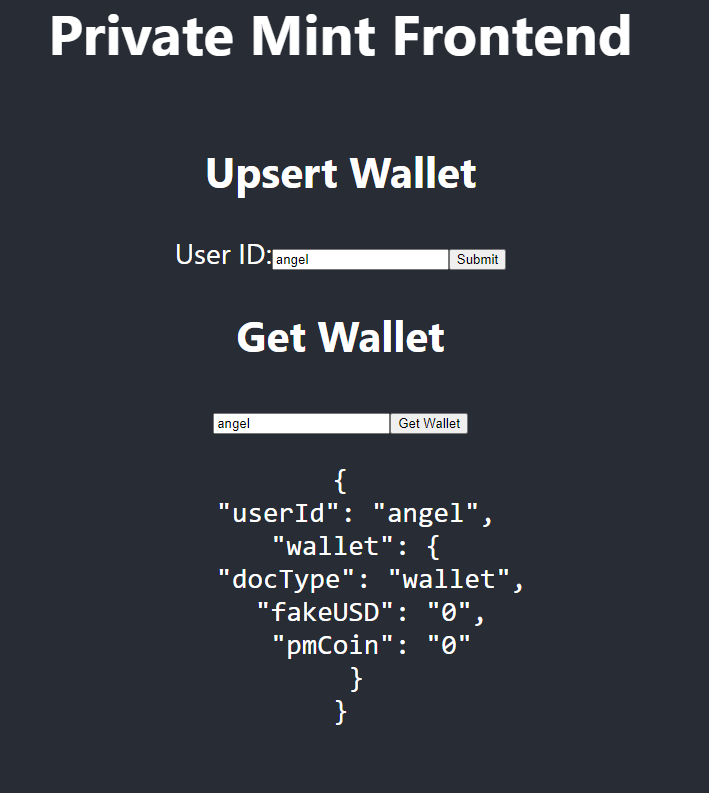 Private Mint Frontend
Upsert Wallet
User ID: angel Submit
Get Wallet
angel Get Wallet
{
"userId": "angel",
"wallet": {
"docType": "wallet",
"fakeUSD": "0",
"pmCoin": "0"
}
}